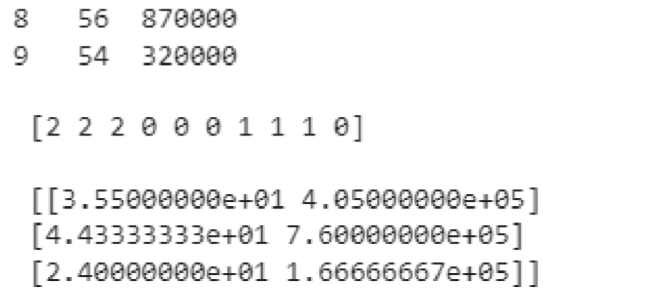 8 56 870000
9 54 320000
[2 2 2 0 0 0 1 1 1 0]
[[3.55000000e+01 4.05000000e+05]
[4.43333333e+01 7.60000000e+05]
[2.40000000e+01 1.66666667e+05]]